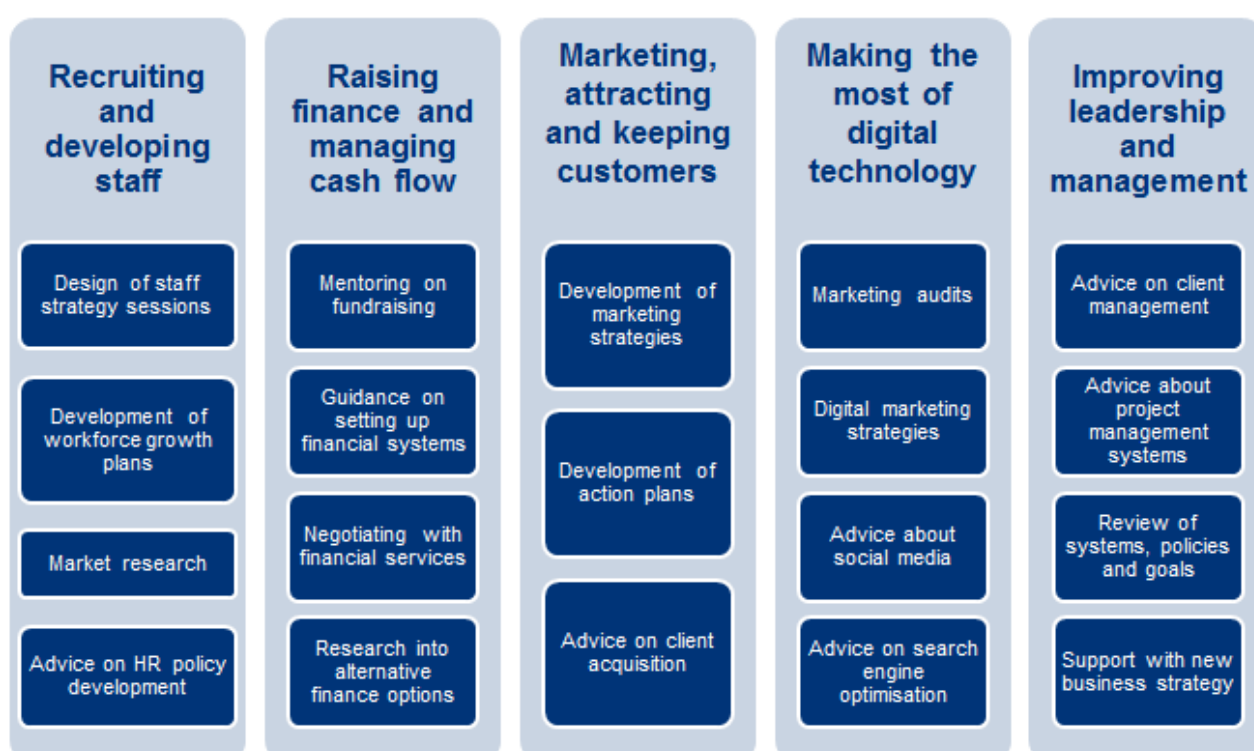 Recruiting
and
developing
staff
Design of staff
strategy sessions
Development of
workforce growth
plans
Market research
Advice on HR policy
development
Raising
finance and
managing
cash flow
Mentoring on
fundraising
Guidance on
setting up
financial systems
Negotiating with
financial services
Research into
alternative
finance options
Marketing,
attracting
and keeping
customers
Development of
marketing
strategies
Development of
action plans
Advice on client
acquisition
Making the
most of
digital
technology
Marketing audits
Digital marketing
strategies
Advice about
social media
Advice on search
engine
optimisation
Improving
leadership
and
management
Advice on client
management
Advice about
project
management
systems
Review of
systems, policies
and goals
Support with new
business strategy